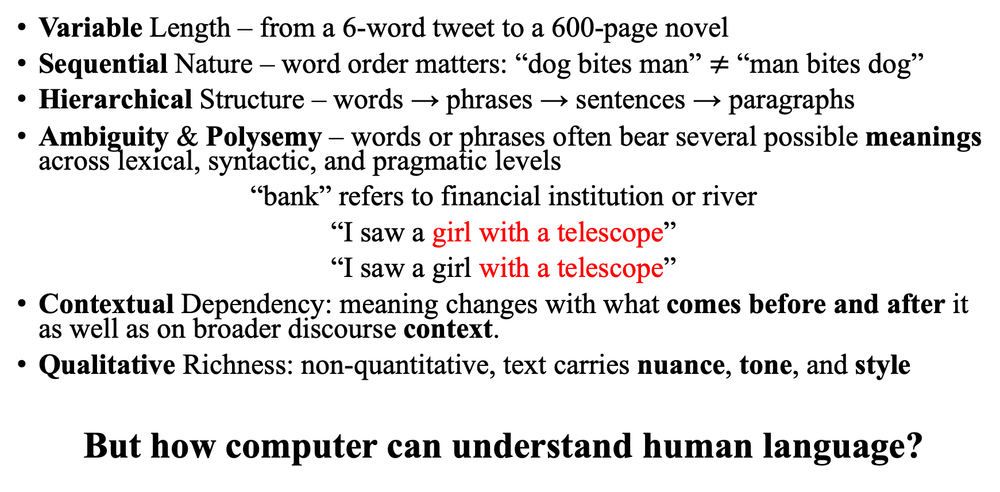 • Variable Length – from a 6-word tweet to a 600-page novel
• Sequential Nature – word order matters: “dog bites man” ≠ “man bites dog”
• Hierarchical Structure – words → phrases → sentences → paragraphs
• Ambiguity & Polysemy – words or phrases often bear several possible meanings
across lexical, syntactic, and pragmatic levels
“bank” refers to financial institution or river
“I saw a girl with a telescope”
“I saw a girl with a telescope”
• Contextual Dependency: meaning changes with what comes before and after it
as well as on broader discourse context.
• Qualitative Richness: non-quantitative, text carries nuance, tone, and style
But how computer can understand human language?